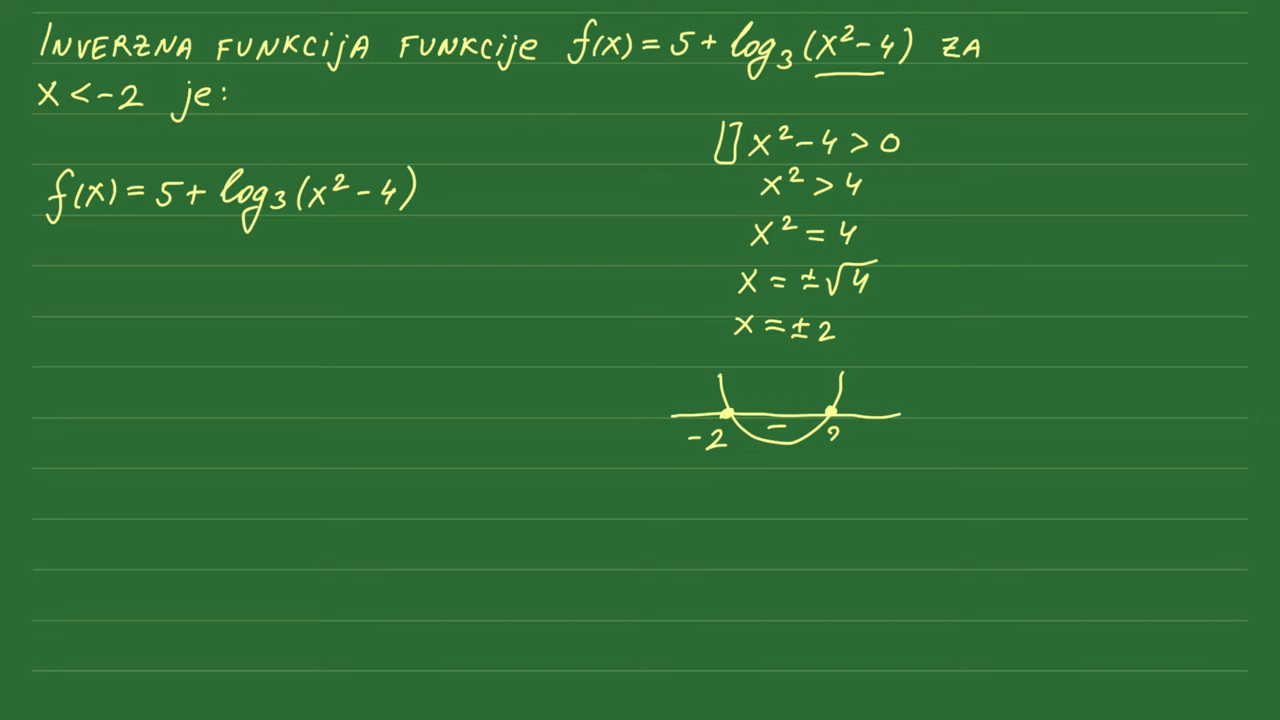 INVERZNA FUNKCIJA FUNKCIJE f(x) = 5 + log₃(x² - 4) ZA
x < -2 je:
f(x) = 5 + log₃(x² - 4)
x² - 4 > 0
x² > 4
x² = 4
x = ±√4
x = ±2
-
-2